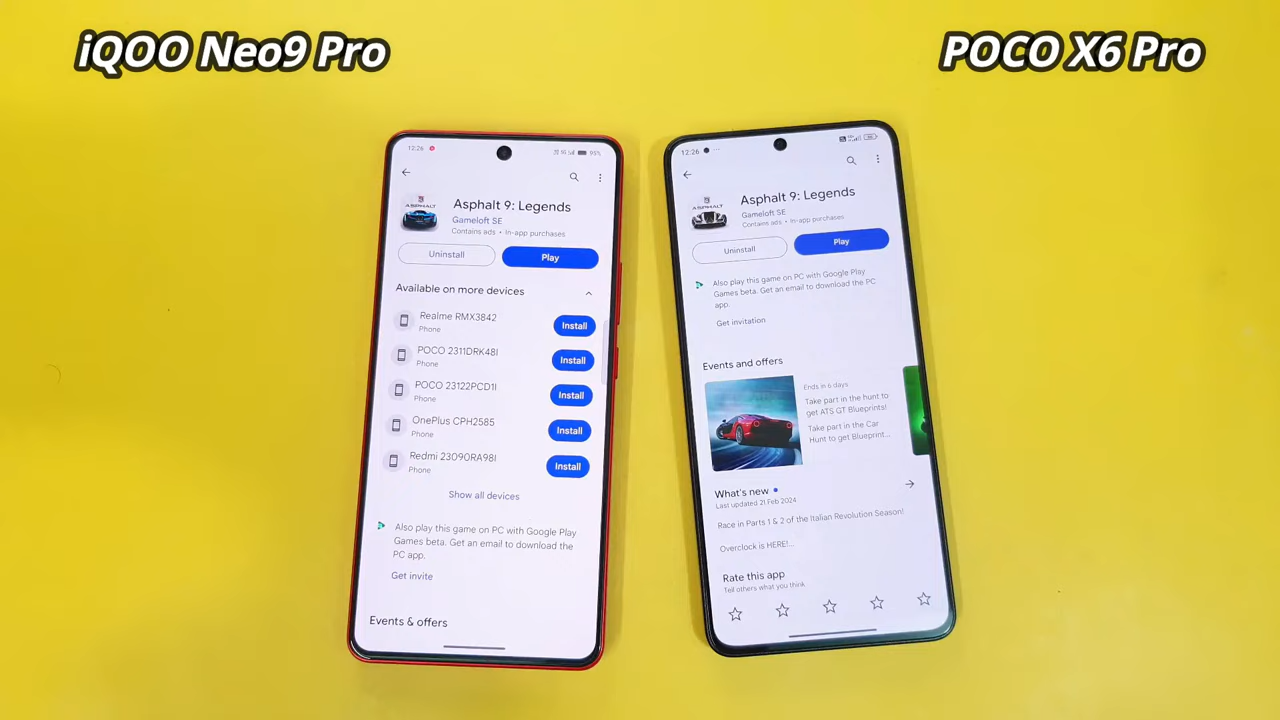 iQOO Neo9 Pro
POCO X6 Pro
12:26
95%
Asphalt 9: Legends
Gameloft SE
Contains ads • In-app purchases
Uninstall
Play
Available on more devices
Realme RMX3842
Phone
Install
POCO 2311DRK48I
Phone
Install
POCO 23122PCD1I
Phone
Install
OnePlus CPH2585
Phone
Install
Redmi 23090RA98I
Phone
Install
Show all devices
Also play this game on PC with Google Play
Games beta. Get an email to download the
PC app.
Get invite
Events & offers
12:26
Asphalt 9: Legends
Gameloft SE
Contains ads • In-app purchases
Uninstall
Play
Also play this game on PC with Google Play
Games beta. Get an email to download the PC
app.
Get invitation
Events and offers
Ends in 6 days
Take part in the hunt to
get ATS GT Blueprints!
Take part in the Car
Hunt to get Blueprint...
What's new
Last updated 21 Feb 2024
Race in Parts 1 & 2 of the Italian Revolution Season!
Overclock is HERE!...
Rate this app
Tell others what you think